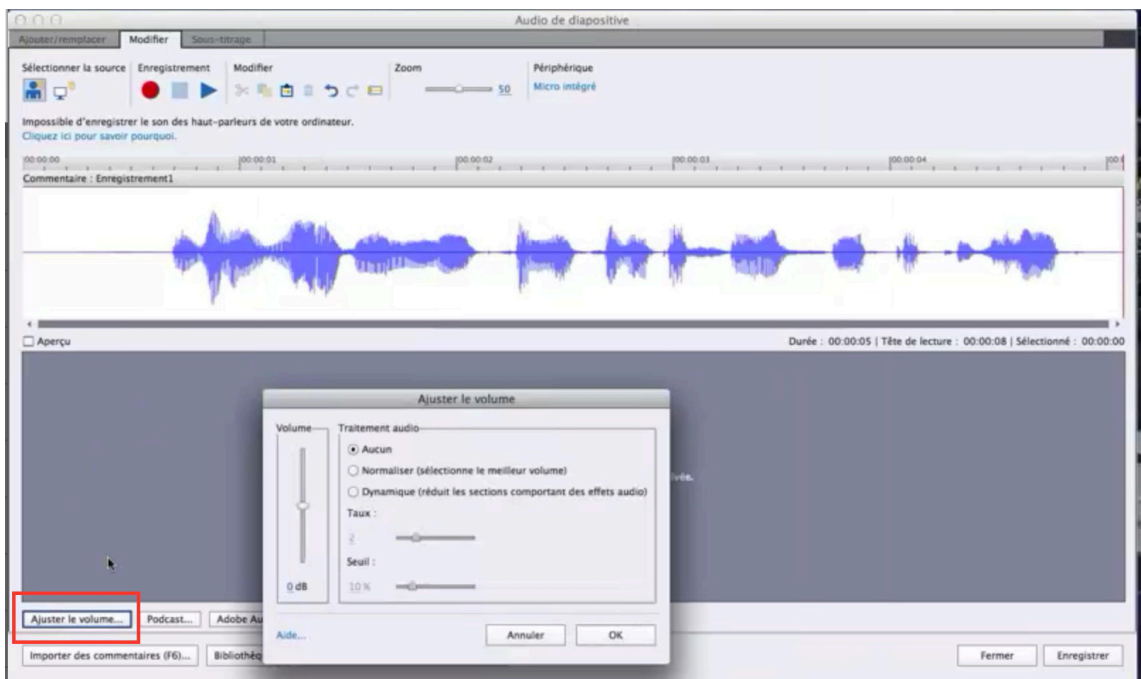 Audio de diapositive
Ajouter/remplacer Modifier Sous-titrage
Sélectionner la source Enregistrement Modifier Zoom Périphérique
50 Micro intégré
Impossible d'enregistrer le son des haut-parleurs de votre ordinateur.
Cliquez ici pour savoir pourquoi.
00:00:00 00:00:01 00:00:02 00:00:03 00:00:04
Commentaire : Enregistrement1
Aperçu Durée : 00:00:05 | Tête de lecture : 00:00:08 | Sélectionné : 00:00:00
Ajuster le volume
Volume Traitement audio
Aucun
Normaliser (sélectionne le meilleur volume)
Dynamique (réduit les sections comportant des effets audio)
Taux :
2
Seuil :
0 dB 10 %
Ajuster le volume... Podcast... Adobe Au
Aide... Annuler OK
Importer des commentaires (F6)... Bibliothèq Fermer Enregistrer